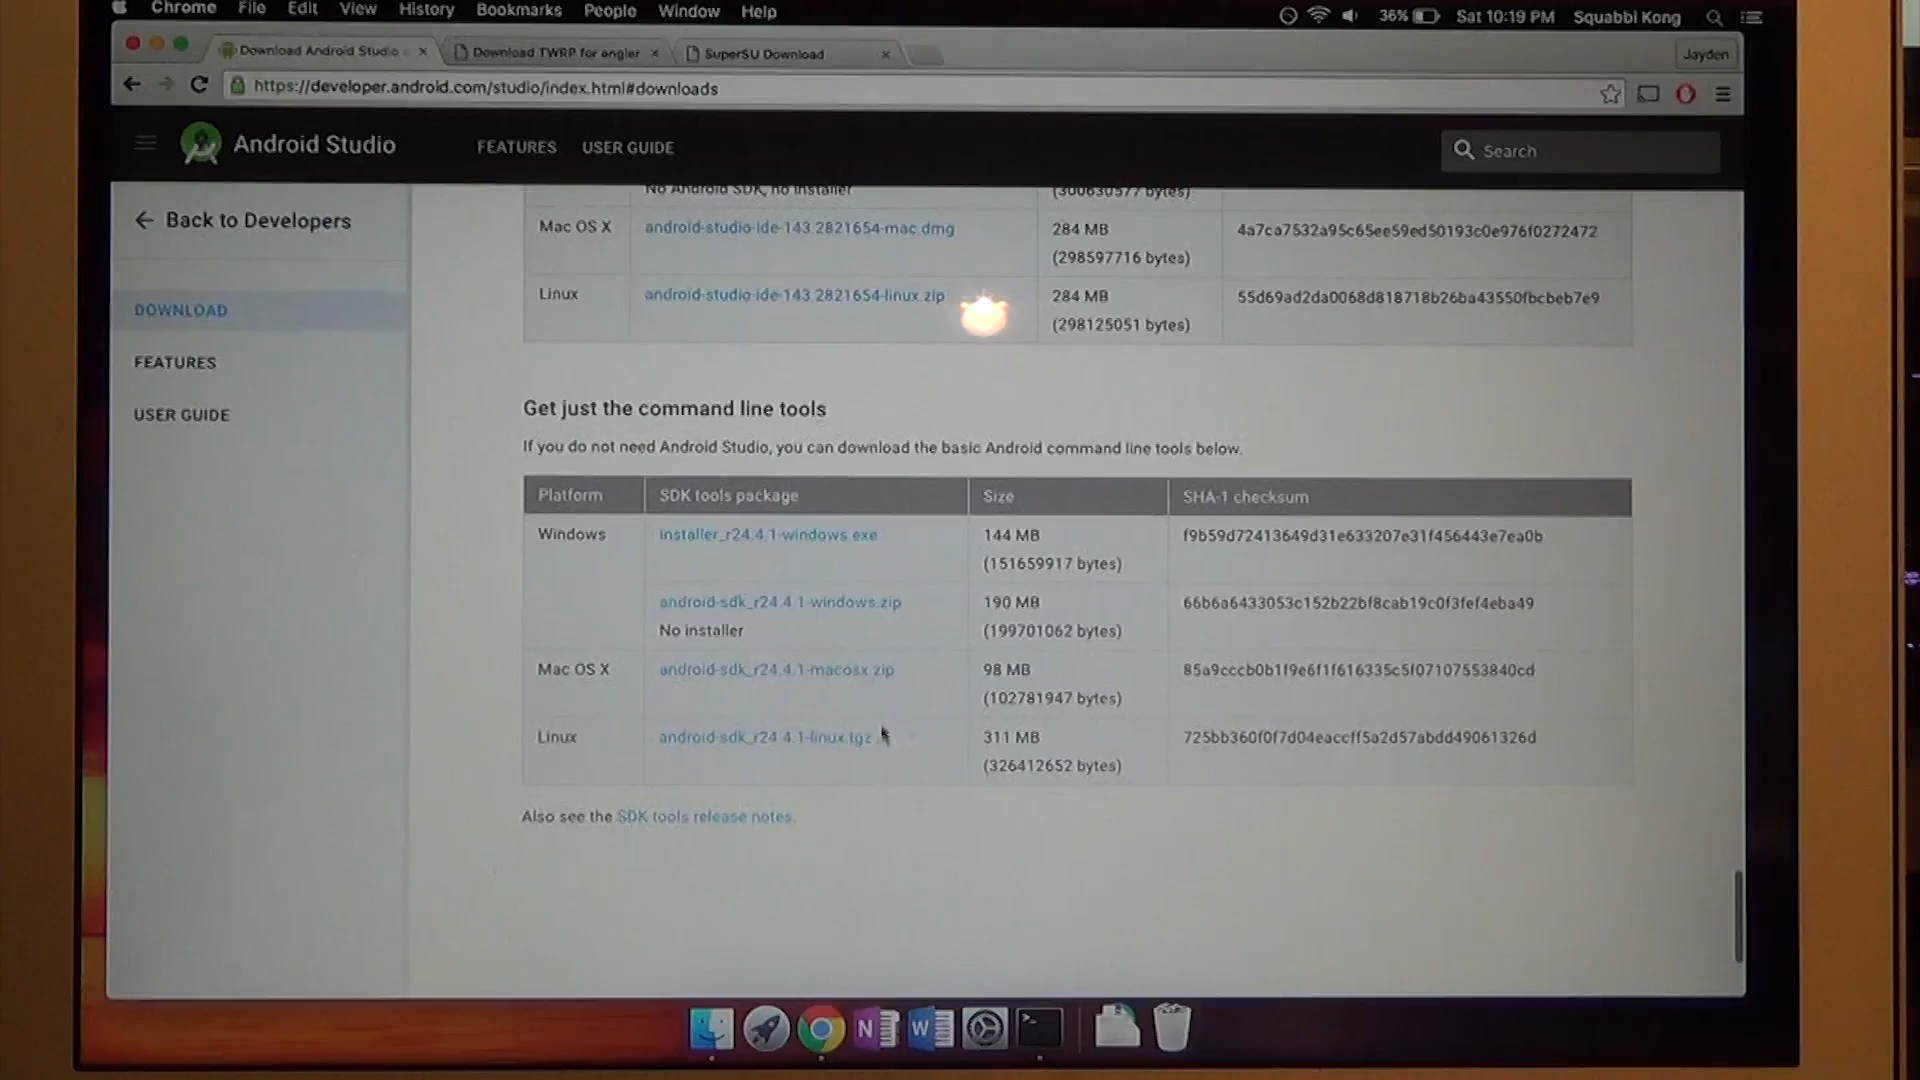 Chrome File Edit View History Bookmarks People Window Help 36% Sat 10:19 PM Squabbi Kong
Download Android Studio Download TWRP for angler SuperSU Download Jayden
https://developer.android.com/studio/index.html#downloads
Android Studio FEATURES USER GUIDE Search
Back to Developers
DOWNLOAD
FEATURES
USER GUIDE
No Android SDK, no installer (300630577 bytes)
Mac OS X android-studio-ide-143.2821654-mac.dmg 284 MB 4a7ca7532a95c65ee59ed50193c0e976f0272472
(298597716 bytes)
Linux android-studio-ide-143.2821654-linux.zip 284 MB 55d69ad2da0068d818718b26ba43550fbcbeb7e9
(298125051 bytes)
Get just the command line tools
If you do not need Android Studio, you can download the basic Android command line tools below.
Platform SDK tools package Size SHA-1 checksum
Windows installer_r24.4.1-windows.exe 144 MB f9b59d72413649d31e633207e31f456443e7ea0b
(151659917 bytes)
android-sdk_r24.4.1-windows.zip 190 MB 66b6a6433053c152b22bf8cab19c0f3fef4eba49
No installer (199701062 bytes)
Mac OS X android-sdk_r24.4.1-macosx.zip 98 MB 85a9cccb0b1f9e6f1f616335c5f07107553840cd
(102781947 bytes)
Linux android-sdk_r24.4.1-linux.tgz 311 MB 725bb360f0f7d04eaccff5a2d57abdd49061326d
(326412652 bytes)
Also see the SDK tools release notes.